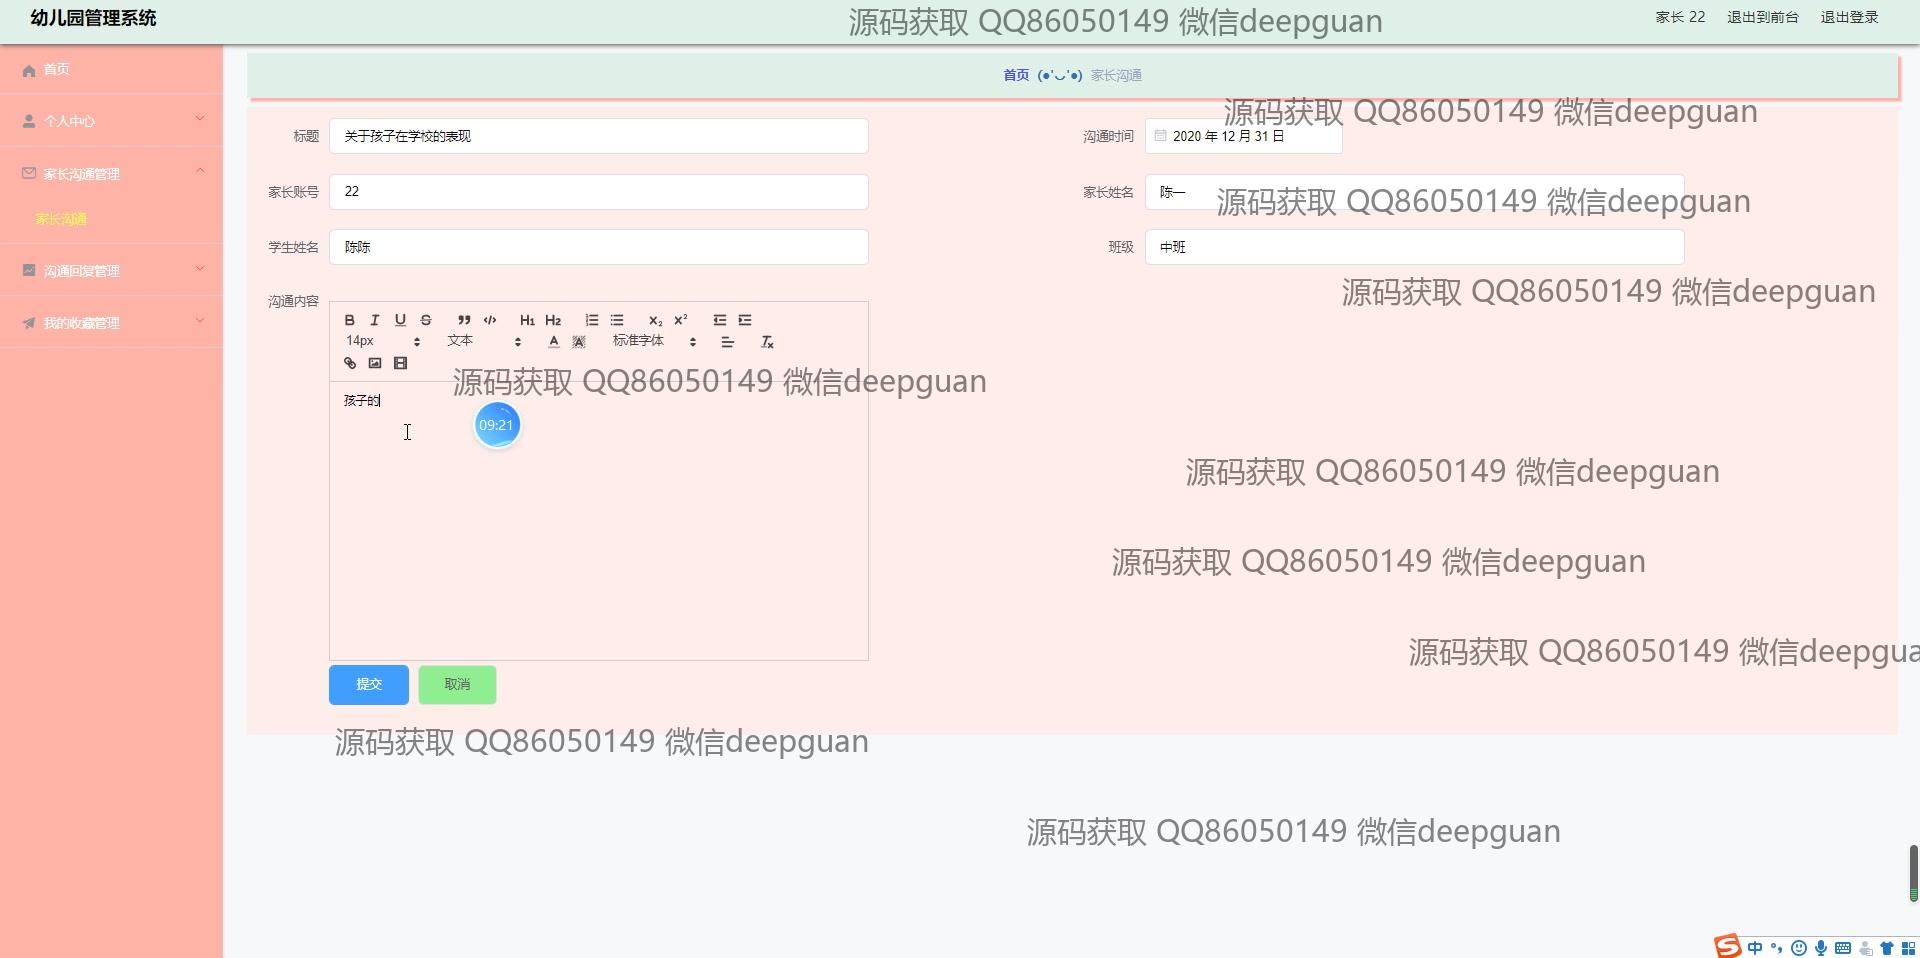 幼儿园管理系统
源码获取 QQ86050149 微信deepguan
家长 22 退出到前台 退出登录
首页
首页 (●'◡'●) 家长沟通
个人中心
源码获取 QQ86050149 微信deepguan
标题 关于孩子在学校的表现 沟通时间 2020 年 12 月 31 日
家长沟通管理
家长账号 22 家长姓名 陈一
源码获取 QQ86050149 微信deepguan
家长沟通
学生姓名 陈陈 班级 中班
沟通回复管理
源码获取 QQ86050149 微信deepguan
沟通内容
我的收藏管理
B I U S ” </> H1 H2 x₂ x²
14px 文本 A A 标准字体 Tx
源码获取 QQ86050149 微信deepguan
孩子的
09:21
源码获取 QQ86050149 微信deepguan
源码获取 QQ86050149 微信deepguan
源码获取 QQ86050149 微信deepgua
提交 取消
源码获取 QQ86050149 微信deepguan
源码获取 QQ86050149 微信deepguan
S 中